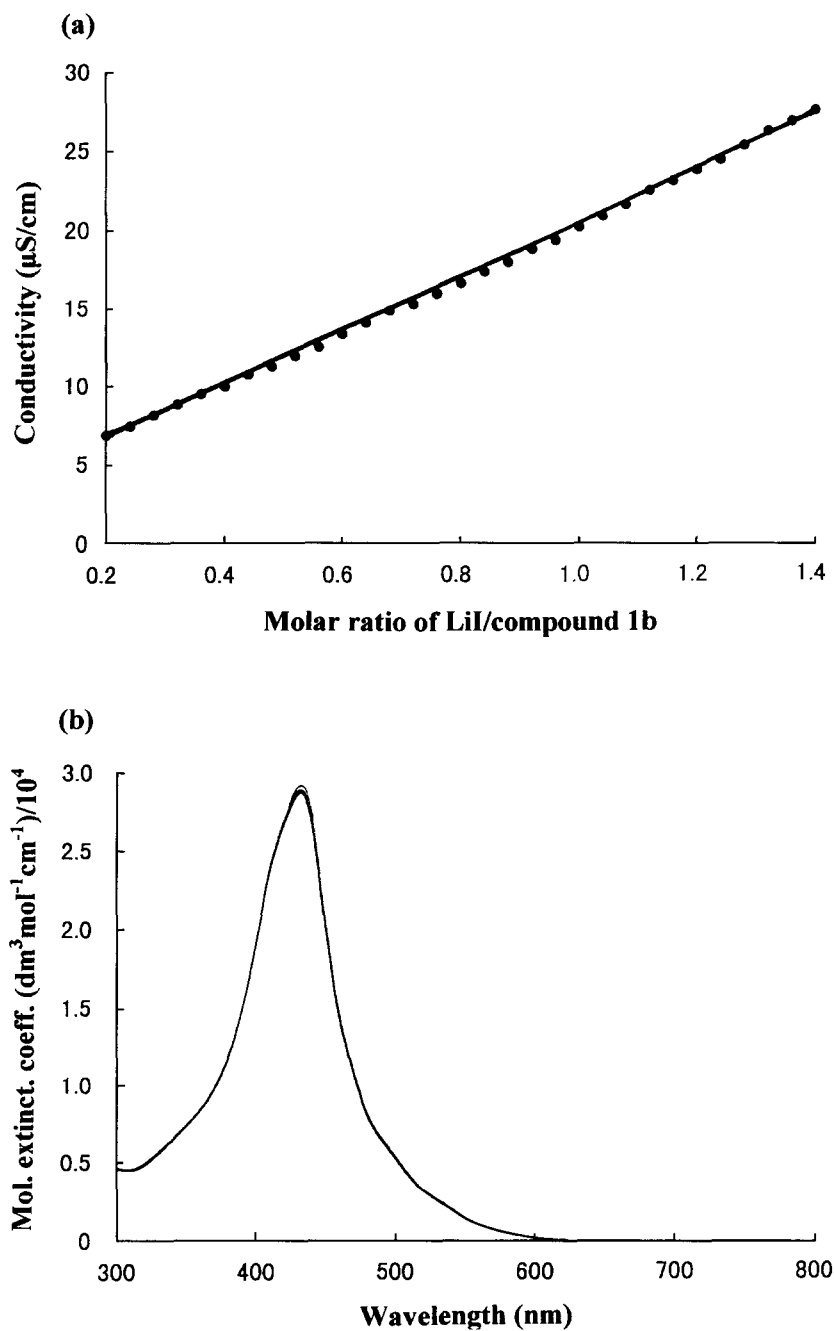 (a)
Conductivity (µS/cm)
30
25
20
15
10
5
0
0.2 0.4 0.6 0.8 1.0 1.2 1.4
Molar ratio of LiI/compound 1b
(b)
Mol. extinct. coeff. (dm³mol⁻¹cm⁻¹)/10⁴
3.0
2.5
2.0
1.0
1.0
0.5
0
300 400 500 600 700 800
Wavelength (nm)